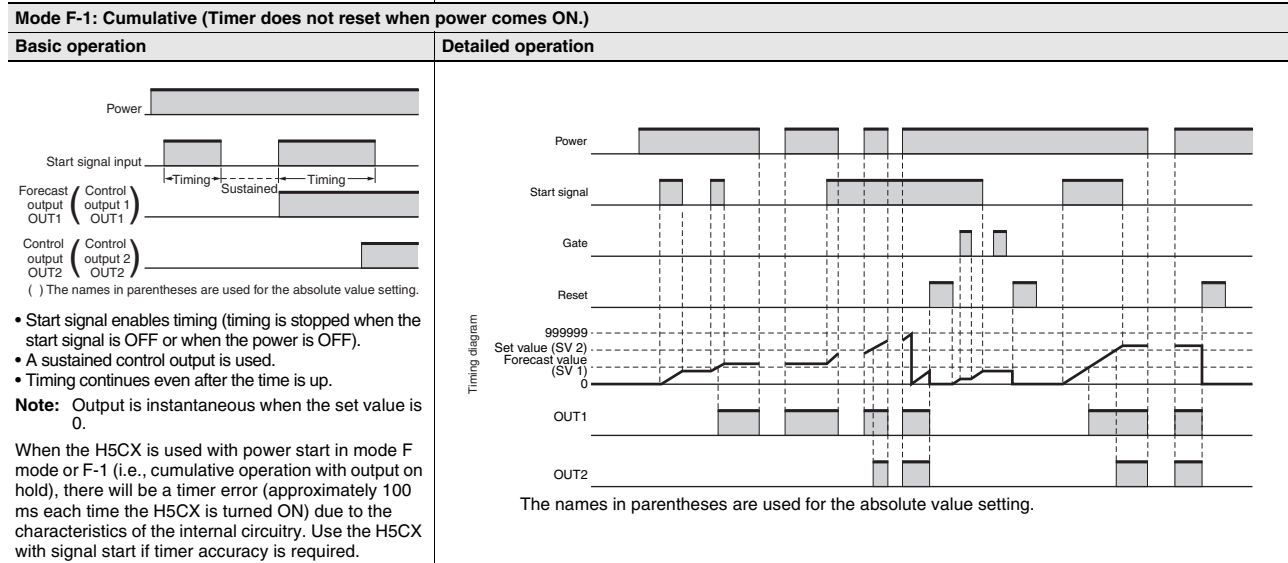 Mode F-1: Cumulative (Timer does not reset when power comes ON.)
Basic operation
Detailed operation
Power
Start signal input
Timing
Sustained
Timing
Forecast output OUT1 (Control output 1 OUT1)
Control output OUT2 (Control output 2 OUT2)
( ) The names in parentheses are used for the absolute value setting.
• Start signal enables timing (timing is stopped when the
start signal is OFF or when the power is OFF).
• A sustained control output is used.
• Timing continues even after the time is up.
Note: Output is instantaneous when the set value is
0.
When the H5CX is used with power start in mode F
mode or F-1 (i.e., cumulative operation with output on
hold), there will be a timer error (approximately 100
ms each time the H5CX is turned ON) due to the
characteristics of the internal circuitry. Use the H5CX
with signal start if timer accuracy is required.
Power
Start signal
Gate
Reset
Timing diagram
999999
Set value (SV 2)
Forecast value
(SV 1)
0
OUT1
OUT2
The names in parentheses are used for the absolute value setting.